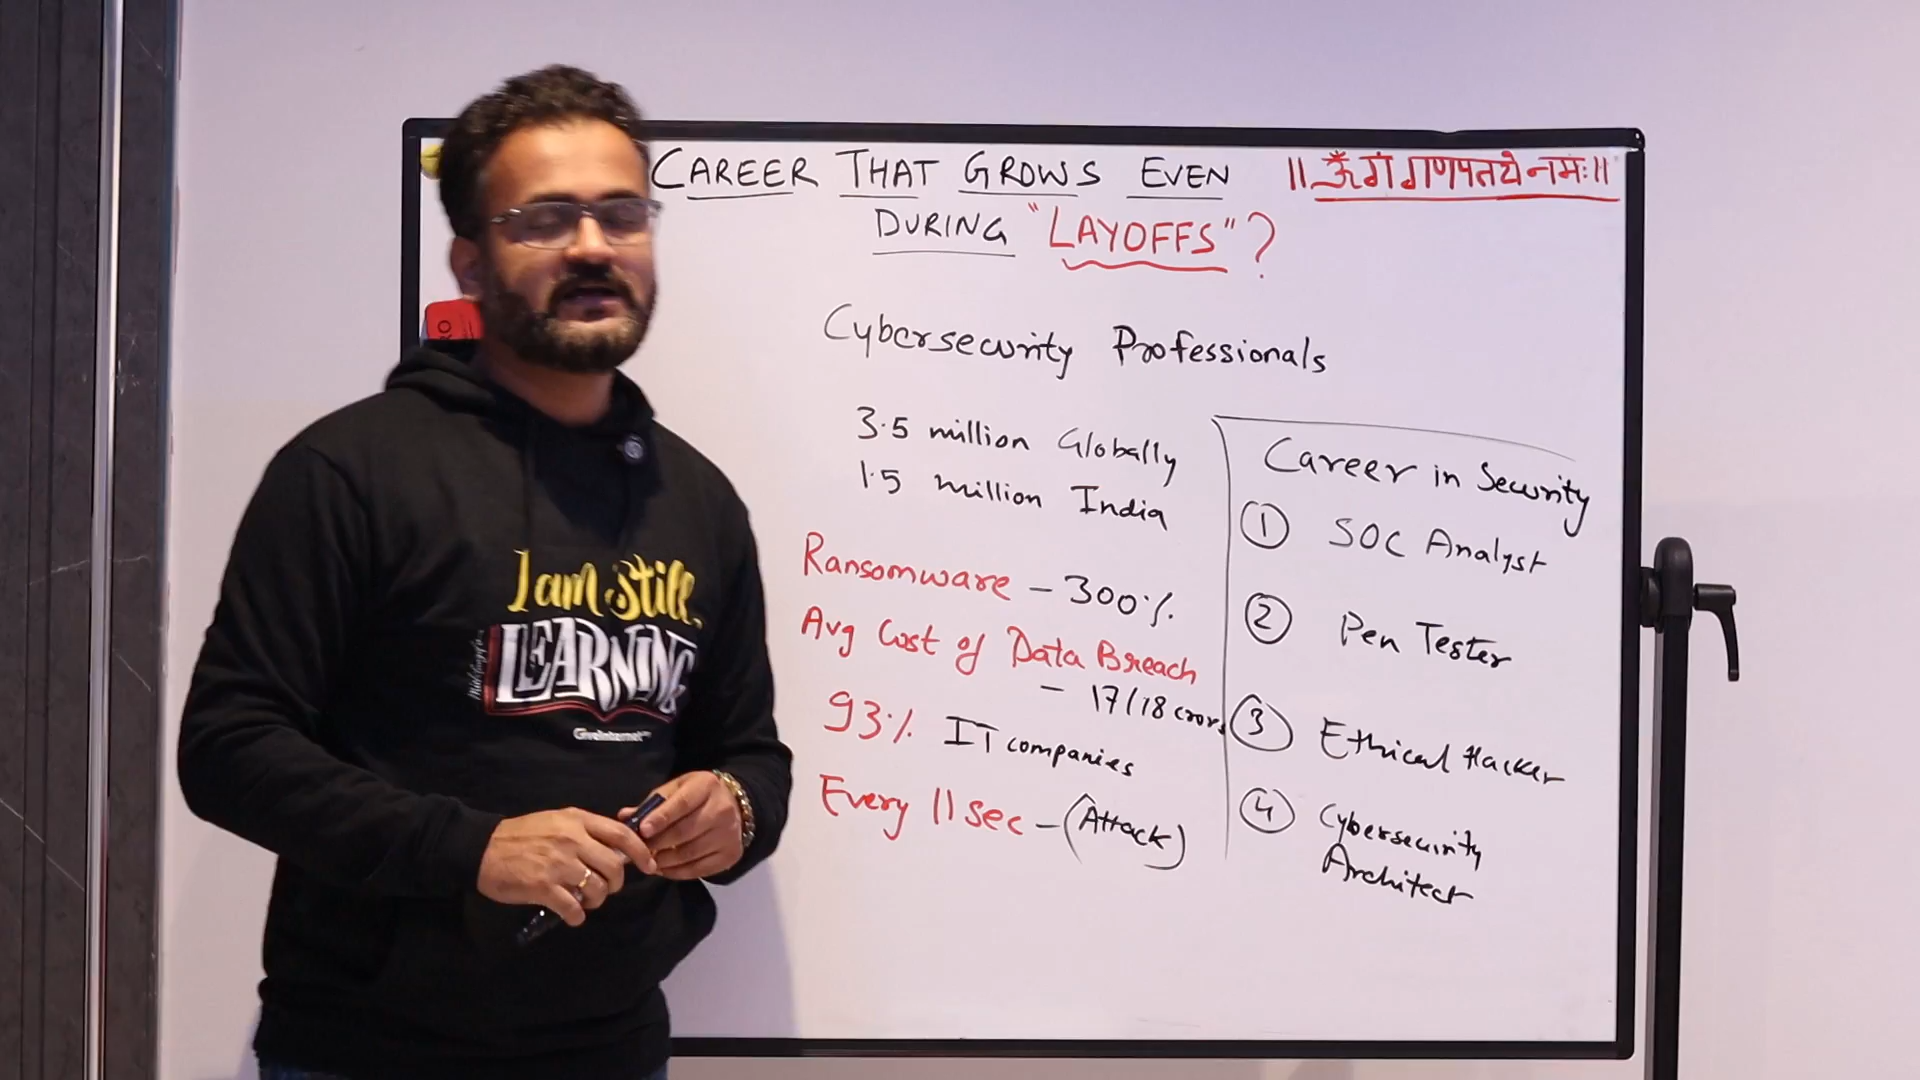 CAREER THAT GROWS EVEN
|| ॐ गं गणपतये नमः ||
DURING "LAYOFFS" ?
Cybersecurity Professionals
3.5 million Globally
1.5 million India
Ransomware - 300%
Avg Cost of Data Breach
- 17/18 crors
93% IT companies
Every 11 sec - (Attack)
Career in Security
1 SOC Analyst
2 Pen Tester
3 Ethical Hacker
4 Cybersecurity
Architect
I am Still
LEARNING
GiveInternet